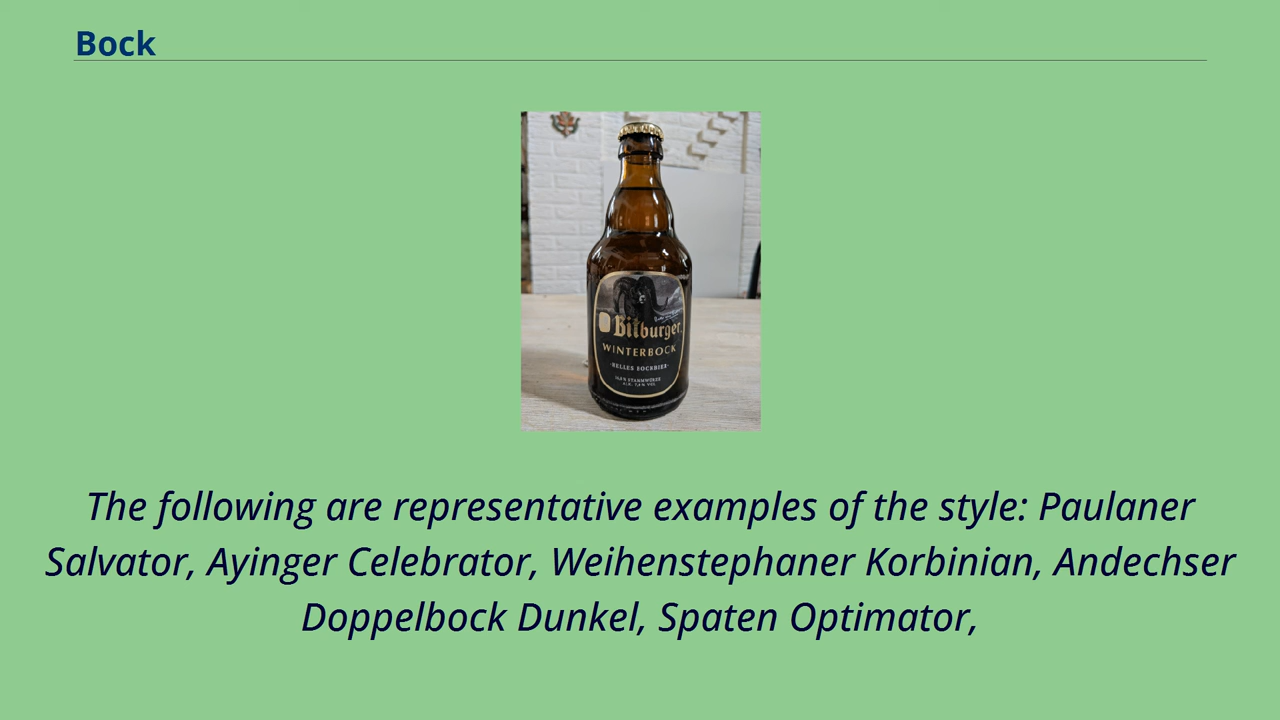 Bock
Bitburger
WINTERBOCK
HELLES BOCKBIER
The following are representative examples of the style: Paulaner
Salvator, Ayinger Celebrator, Weihenstephaner Korbinian, Andechser
Doppelbock Dunkel, Spaten Optimator,